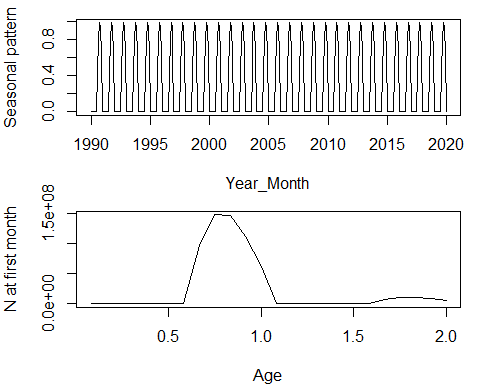 Seasonal pattern
0.8
0.4
0.0
1990 1995 2000 2005 2010 2015 2020
Year_Month
N at first month
1.5e+08
0.0e+00
0.5 1.0 1.5 2.0
Age